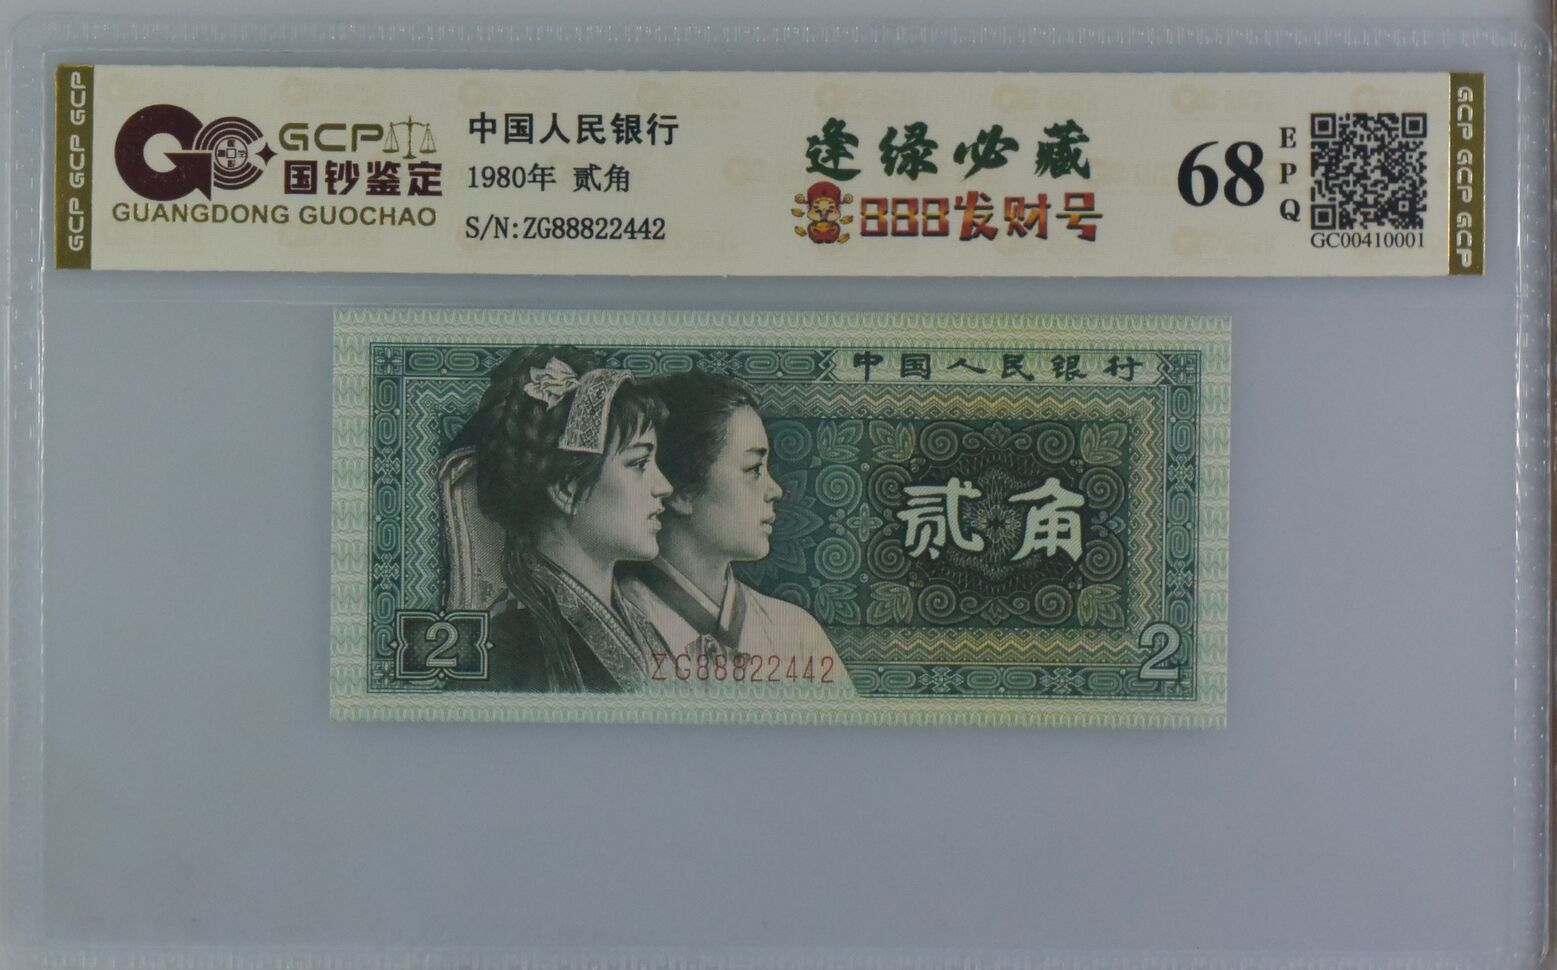 GCP GCP GCP
GCP
国钞鉴定
GUANGDONG GUOCHAO
中国人民银行
1980年 贰角
S/N:ZG88822442
逢绿必藏
888发财号
68
EPQ
GC00410001
GCP GCP GCP
中国人民银行
贰角
2
2
ZG88822442